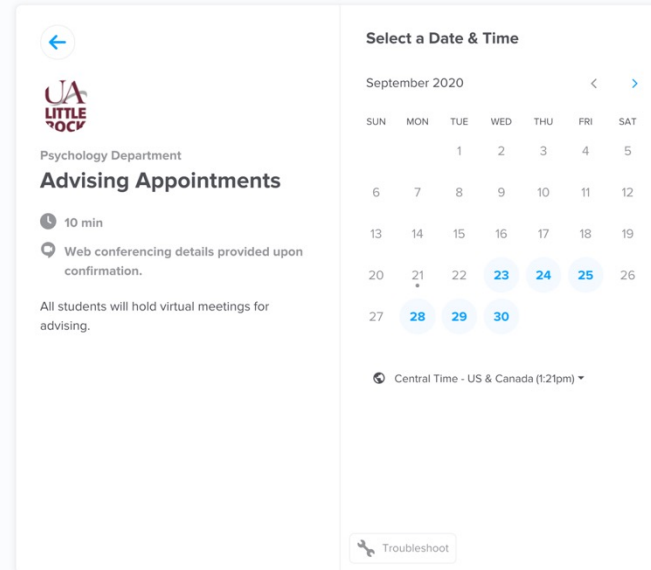 UA
LITTLE
ROCK
Psychology Department
Advising Appointments
10 min
Web conferencing details provided upon
confirmation.
All students will hold virtual meetings for
advising.
Select a Date & Time
September 2020
SUN MON TUE WED THU FRI SAT
1 2 3 4 5
6 7 8 9 10 11 12
13 14 15 16 17 18 19
20 21 22 23 24 25 26
27 28 29 30
Central Time - US & Canada (1:21pm)
Troubleshoot